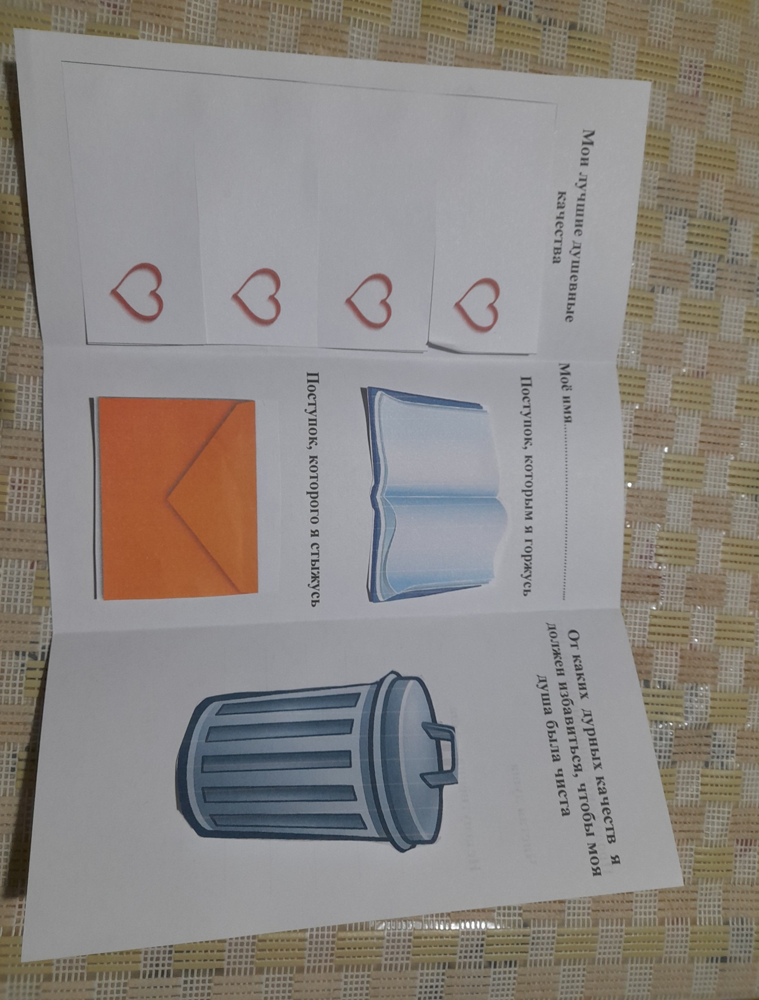 Мои лучшие душевные
качества
Моё имя................................................
Поступок, которым я горжусь
Поступок, которого я стыжусь
От каких дурных качеств я
должен избавиться, чтобы моя
душа была чиста